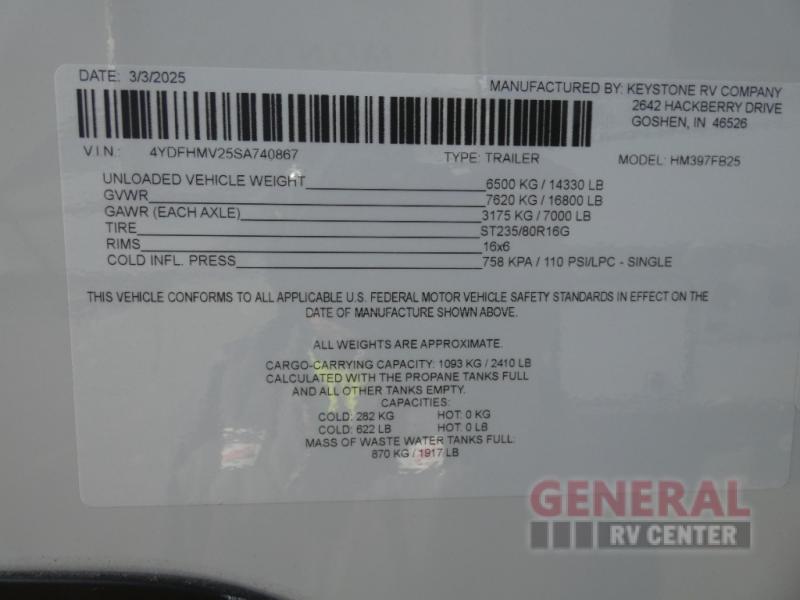 DATE: 3/3/2025
MANUFACTURED BY: KEYSTONE RV COMPANY
2642 HACKBERRY DRIVE
GOSHEN, IN 46526
V.I.N.: 4YDFHMV25SA740867 TYPE: TRAILER MODEL: HM397FB25
UNLOADED VEHICLE WEIGHT 6500 KG / 14330 LB
GVWR 7620 KG / 16800 LB
GAWR (EACH AXLE) 3175 KG / 7000 LB
TIRE ST235/80R16G
RIMS 16x6
COLD INFL. PRESS 758 KPA / 110 PSI/LPC - SINGLE
THIS VEHICLE CONFORMS TO ALL APPLICABLE U.S. FEDERAL MOTOR VEHICLE SAFETY STANDARDS IN EFFECT ON THE
DATE OF MANUFACTURE SHOWN ABOVE.
ALL WEIGHTS ARE APPROXIMATE.
CARGO-CARRYING CAPACITY: 1093 KG / 2410 LB
CALCULATED WITH THE PROPANE TANKS FULL
AND ALL OTHER TANKS EMPTY.
CAPACITIES:
COLD: 282 KG HOT: 0 KG
COLD: 622 LB HOT: 0 LB
MASS OF WASTE WATER TANKS FULL:
870 KG / 1917 LB
GENERAL
RV CENTER